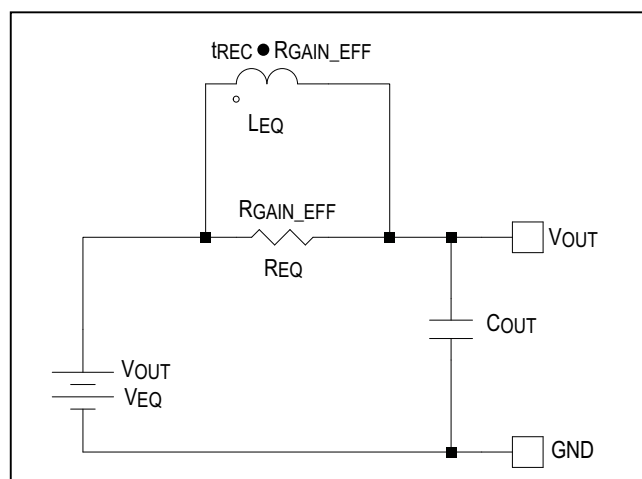 tREC • RGAIN_EFF
LEQ
RGAIN_EFF
REQ
VOUT
COUT
VOUT
VEQ
GND